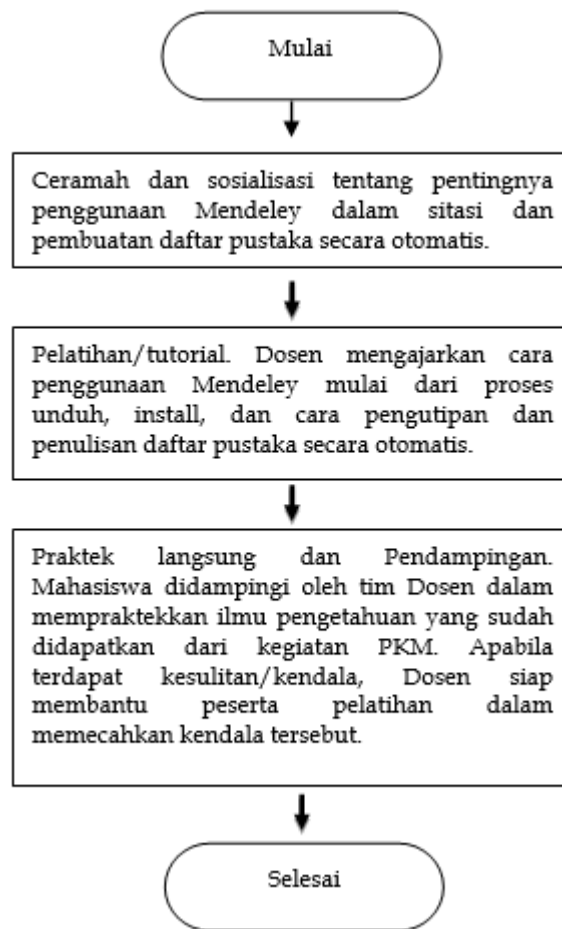 Mulai
Ceramah dan sosialisasi tentang pentingnya
penggunaan Mendeley dalam sitasi dan
pembuatan daftar pustaka secara otomatis.
Pelatihan/tutorial. Dosen mengajarkan cara
penggunaan Mendeley mulai dari proses
unduh, install, dan cara pengutipan dan
penulisan daftar pustaka secara otomatis.
Praktek langsung dan Pendampingan.
Mahasiswa didampingi oleh tim Dosen dalam
mempraktekkan ilmu pengetahuan yang sudah
didapatkan dari kegiatan PKM. Apabila
terdapat kesulitan/kendala, Dosen siap
membantu peserta pelatihan dalam
memecahkan kendala tersebut.
Selesai